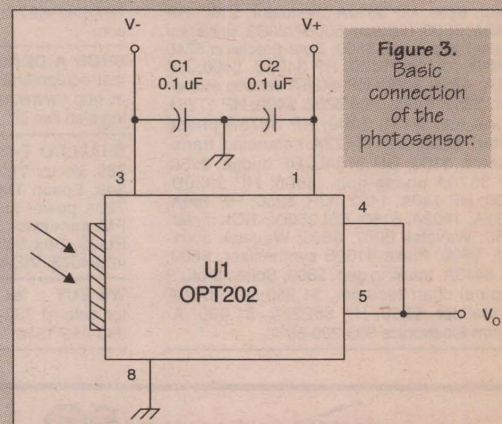 V-
V+
C1
0.1 uF
C2
0.1 uF
Figure 3.
Basic
connection
of the
photosensor.
3
1
4
U1
OPT202
5
Vo
8